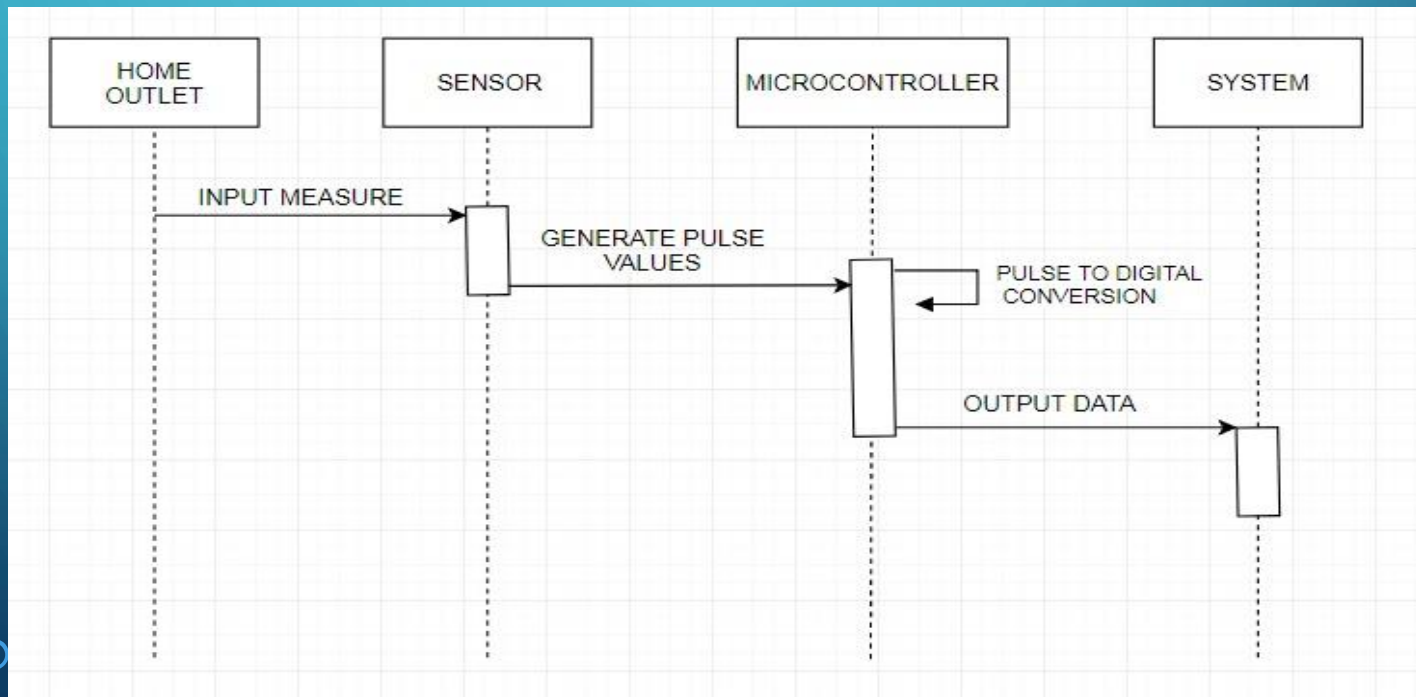 HOME
OUTLET
SENSOR
MICROCONTROLLER
SYSTEM
INPUT MEASURE
GENERATE PULSE
VALUES
PULSE TO DIGITAL
CONVERSION
OUTPUT DATA